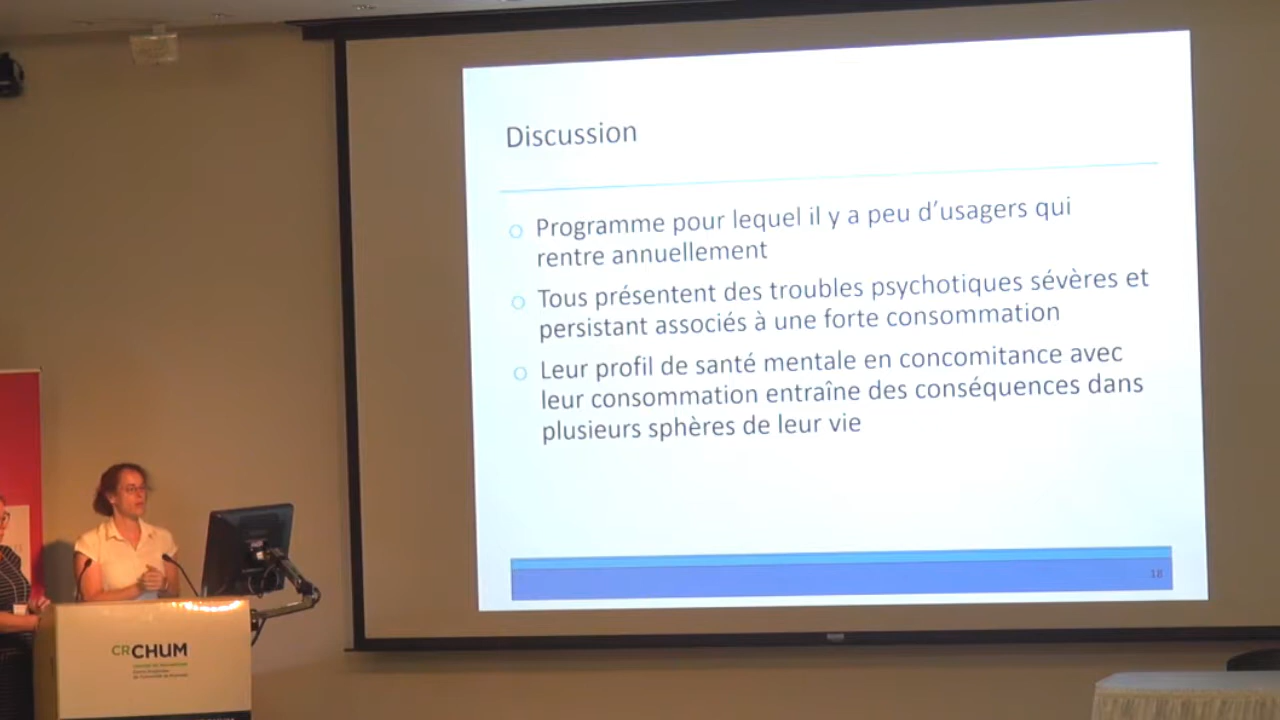 Discussion
Programme pour lequel il y a peu d'usagers qui
rentre annuellement
Tous présentent des troubles psychotiques sévères et
persistant associés à une forte consommation
Leur profil de santé mentale en concomitance avec
leur consommation entraîne des conséquences dans
plusieurs sphères de leur vie
18
CRCHUM